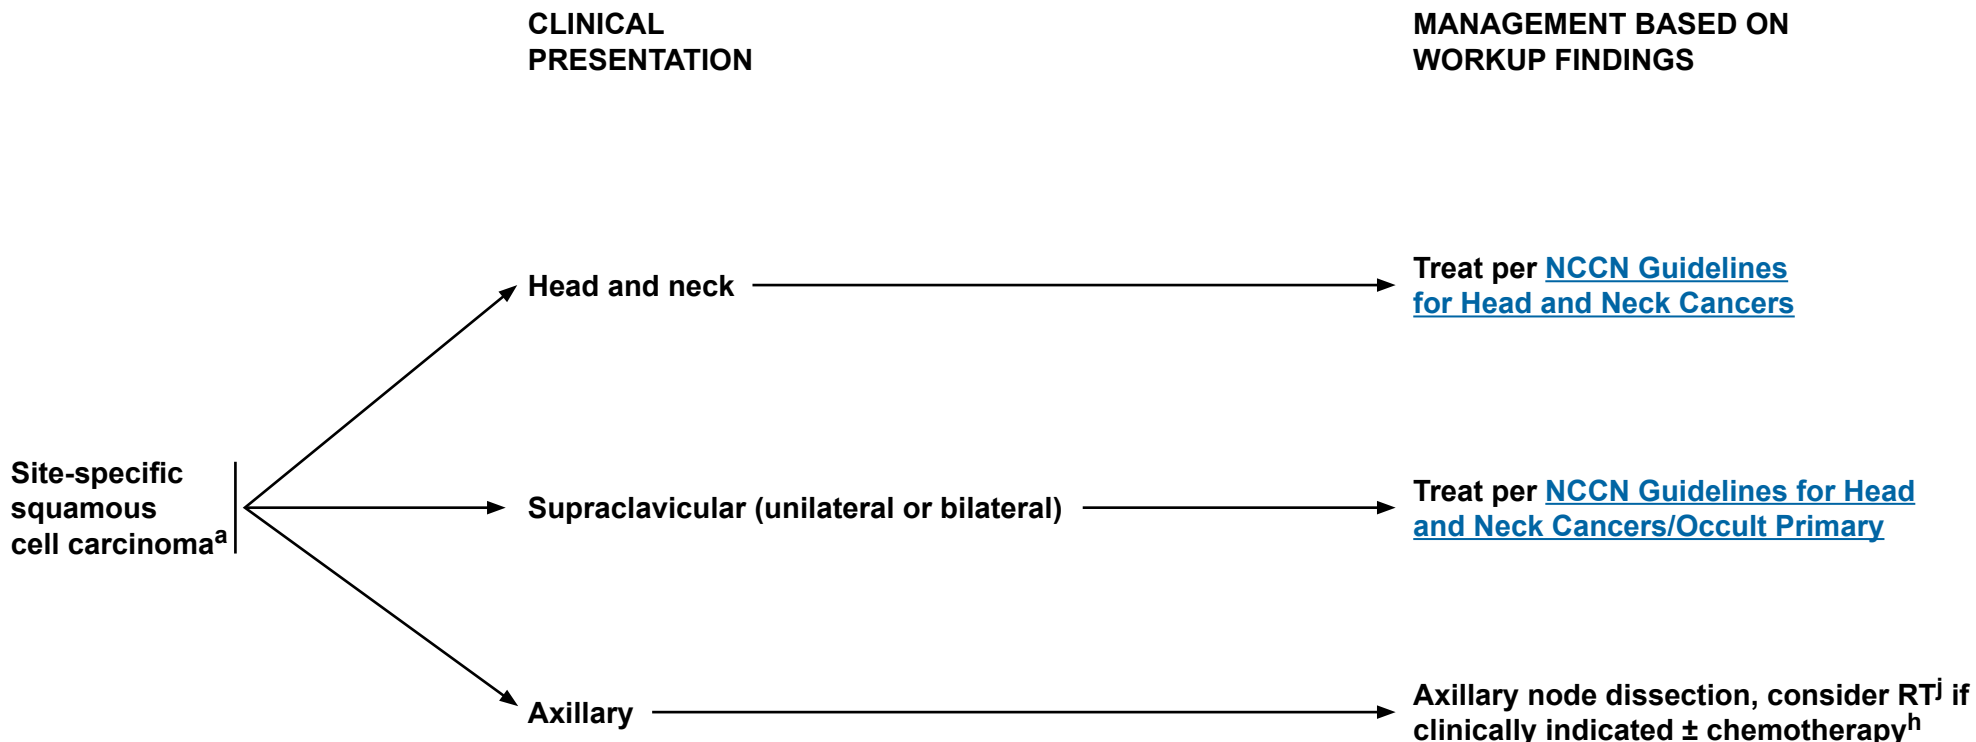 CLINICAL
PRESENTATION
MANAGEMENT BASED ON
WORKUP FINDINGS
Site-specific
squamous
cell carcinomaᵃ
Head and neck
Treat per NCCN Guidelines
for Head and Neck Cancers
Supraclavicular (unilateral or bilateral)
Treat per NCCN Guidelines for Head
and Neck Cancers/Occult Primary
Axillary
Axillary node dissection, consider RTʲ if
clinically indicated ± chemotherapyʰ